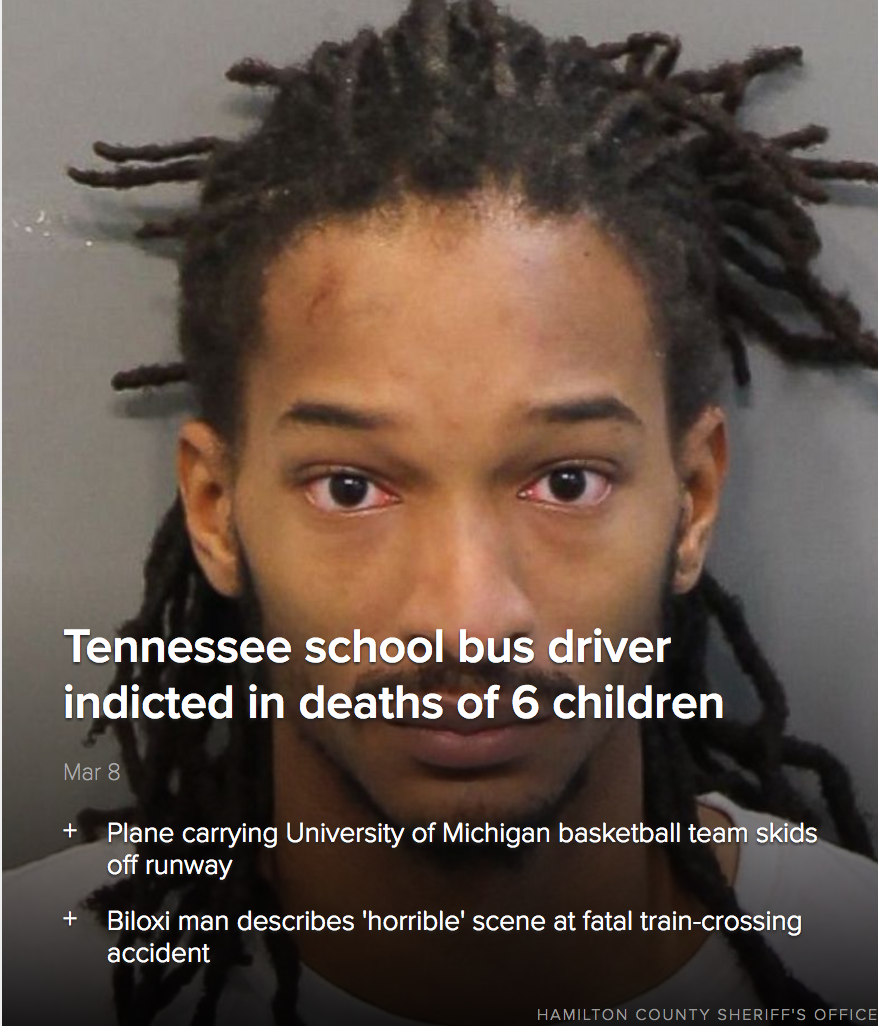 Tennessee school bus driver
indicted in deaths of 6 children
Mar 8
+ Plane carrying University of Michigan basketball team skids
off runway
+ Biloxi man describes 'horrible' scene at fatal train-crossing
accident
HAMILTON COUNTY SHERIFF'S OFFICE